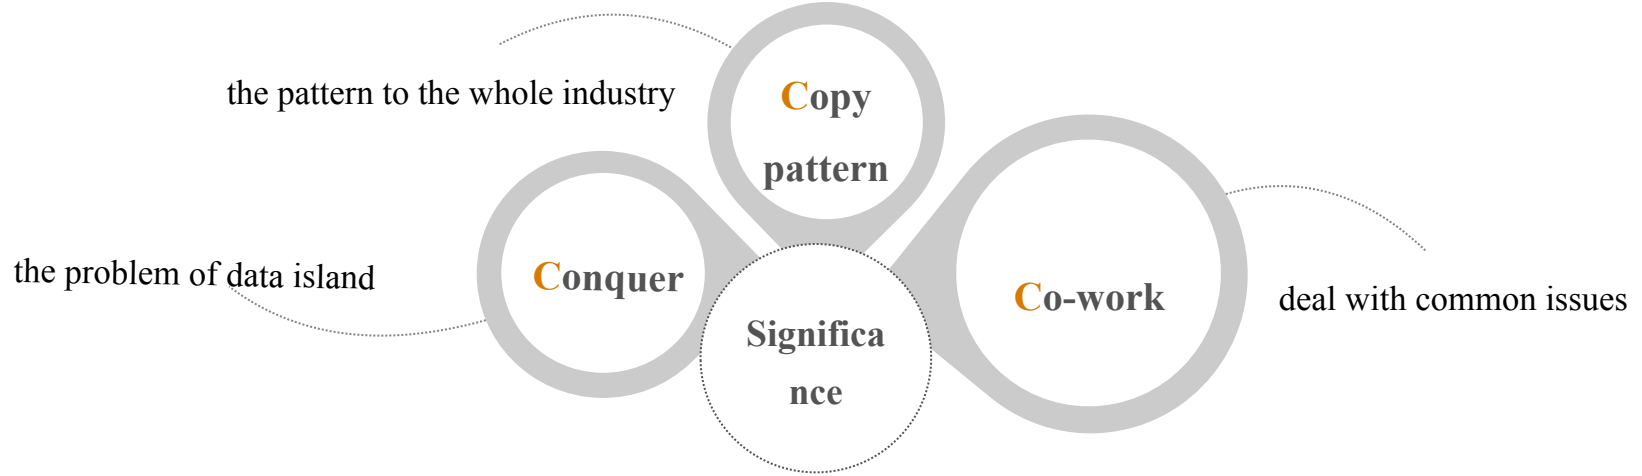 the pattern to the whole industry
Copy
pattern
the problem of data island
Conquer
Significa
nce
Co-work
deal with common issues